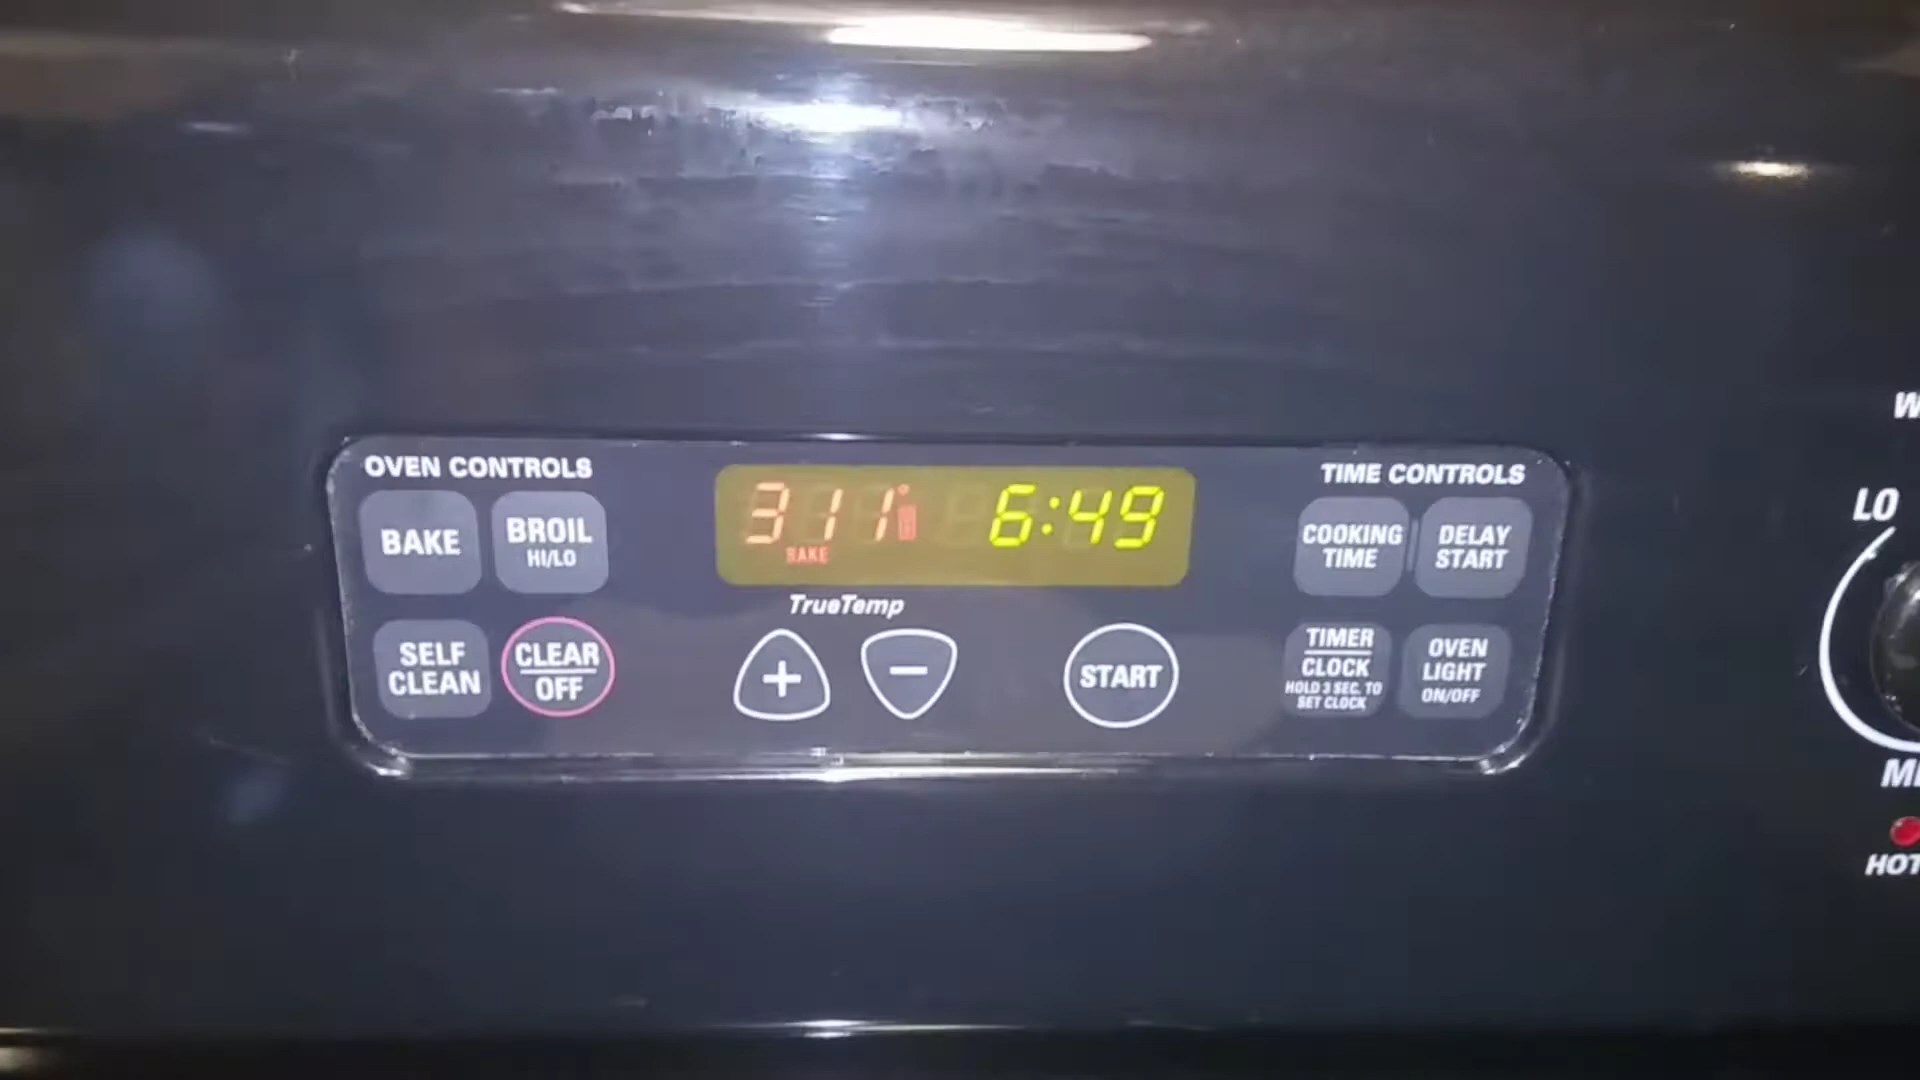 OVEN CONTROLS
BAKE
BROIL
HI/LO
SELF
CLEAN
CLEAR
OFF
311°
BAKE
6:49
TrueTemp
+
−
START
TIME CONTROLS
COOKING
TIME
DELAY
START
TIMER
CLOCK
HOLD 3 SEC. TO
SET CLOCK
OVEN
LIGHT
ON/OFF
LO
HOT